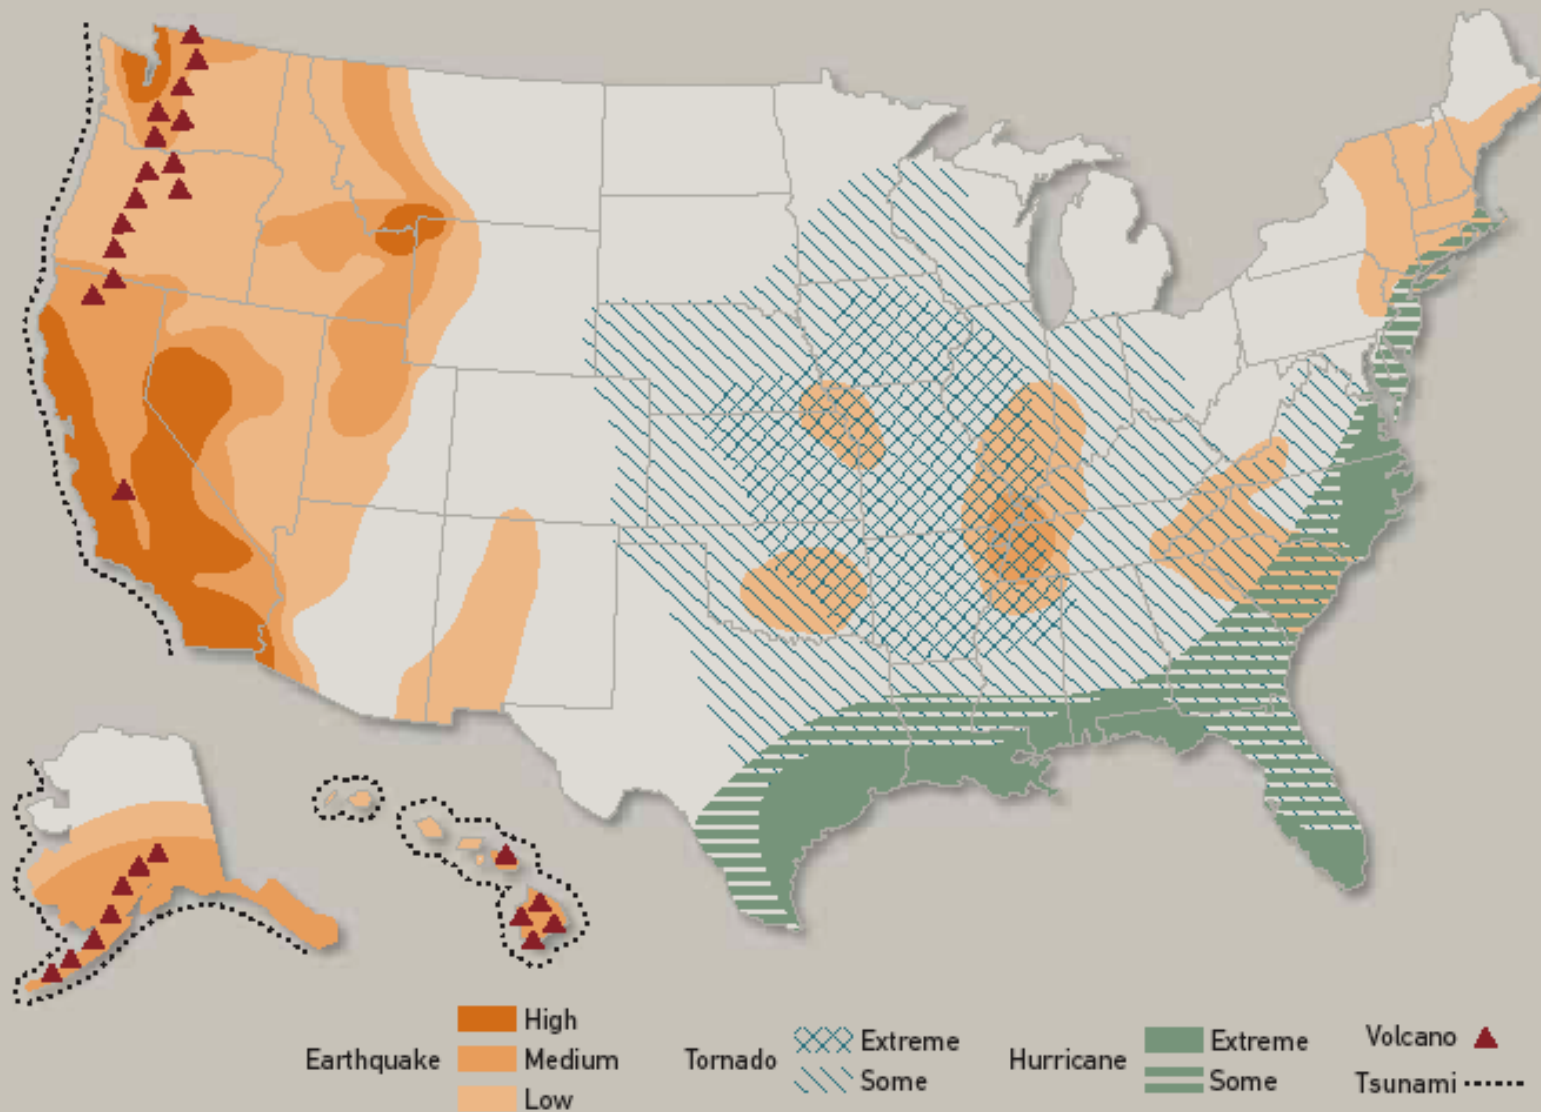 High
Earthquake
Medium
Low
Tornado
Extreme
Some
Hurricane
Extreme
Some
Volcano
Tsunami